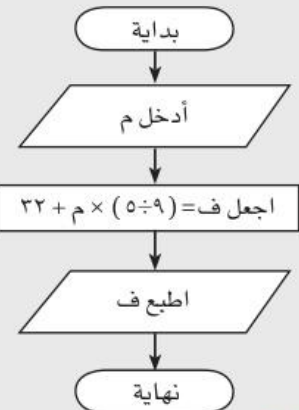 بداية
أدخل م
اجعل ف = (٩÷٥) × م + ٣٢
اطبع ف
نهاية